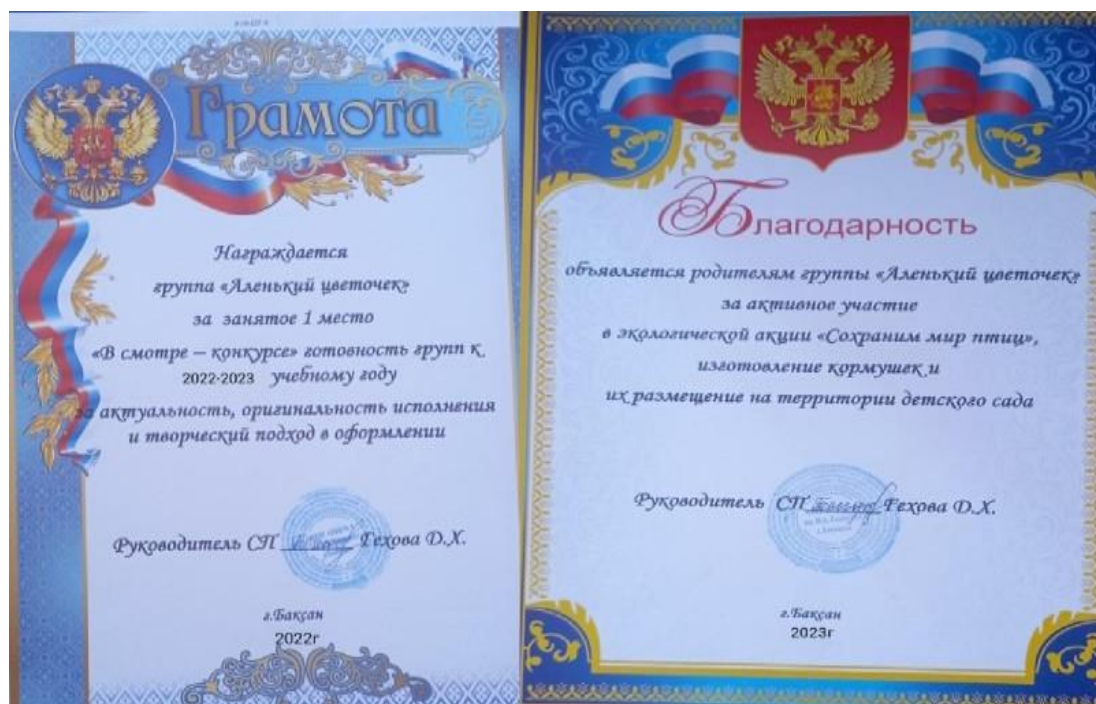 Грамота
Награждается
группа «Аленький цветочек»
за занятое 1 место
«В смотре – конкурсе» готовность групп к
2022-2023 учебному году
за актуальность, оригинальность исполнения
и творческий подход в оформлении
Руководитель СП Гехова Д.Х.
г.Баксан
2022г
Благодарность
объявляется родителям группы «Аленький цветочек»
за активное участие
в экологической акции «Сохраним мир птиц»,
изготовление кормушек и
их размещение на территории детского сада
Руководитель СП Гехова Д.Х.
г.Баксан
2023г